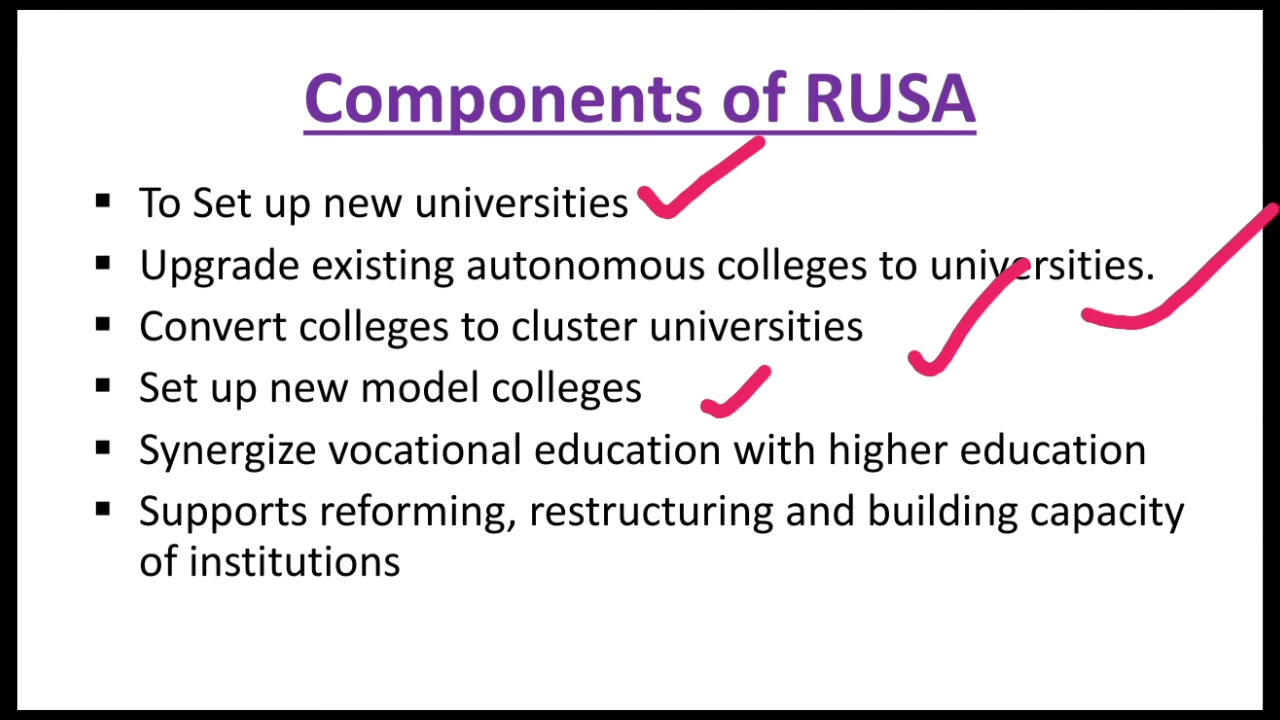 Components of RUSA
▪ To Set up new universities
▪ Upgrade existing autonomous colleges to universities.
▪ Convert colleges to cluster universities
▪ Set up new model colleges
▪ Synergize vocational education with higher education
▪ Supports reforming, restructuring and building capacity
of institutions